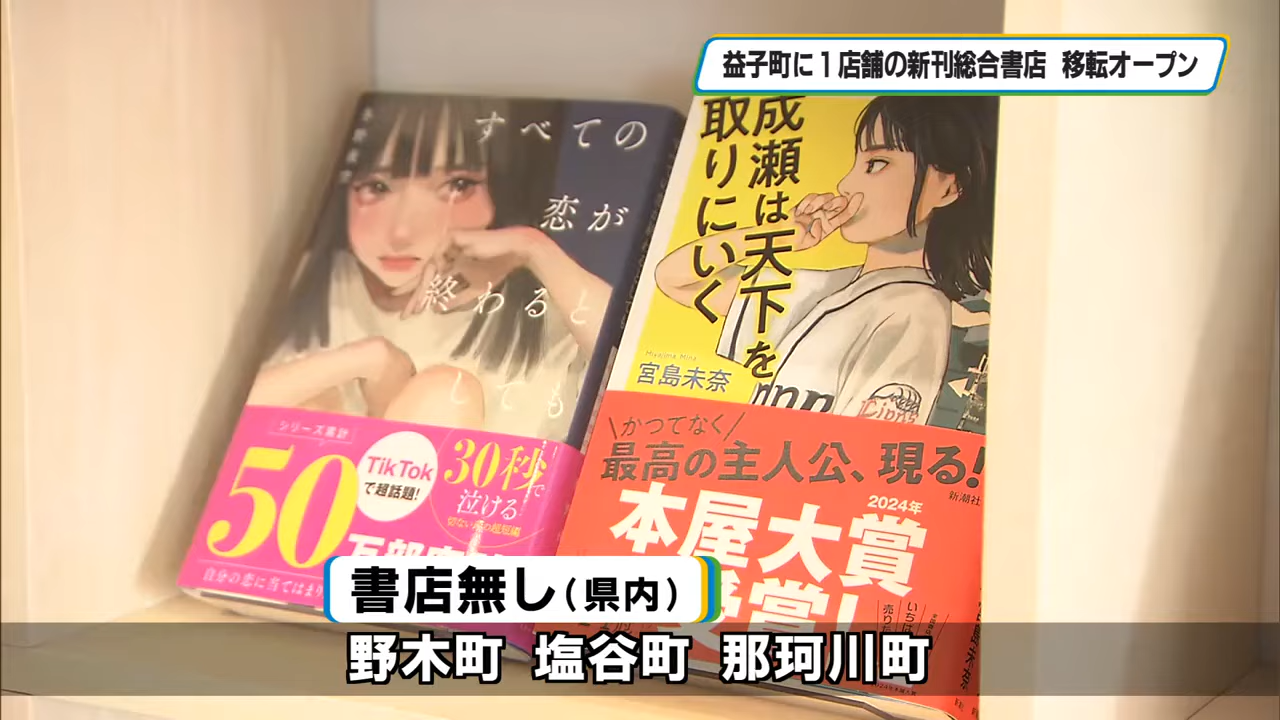 益子町に1店舗の新刊総合書店 移転オープン
すべての
恋が
終わると
しても
シリーズ累計
50
TikTok
で超話題!
30秒で
泣ける
成瀬は天下を
取りにいく
Miyajima Mina
宮島未奈
かつてなく
最高の主人公、現る!
新潮社
2024年
本屋大賞
受賞!
書店無し(県内)
野木町 塩谷町 那珂川町